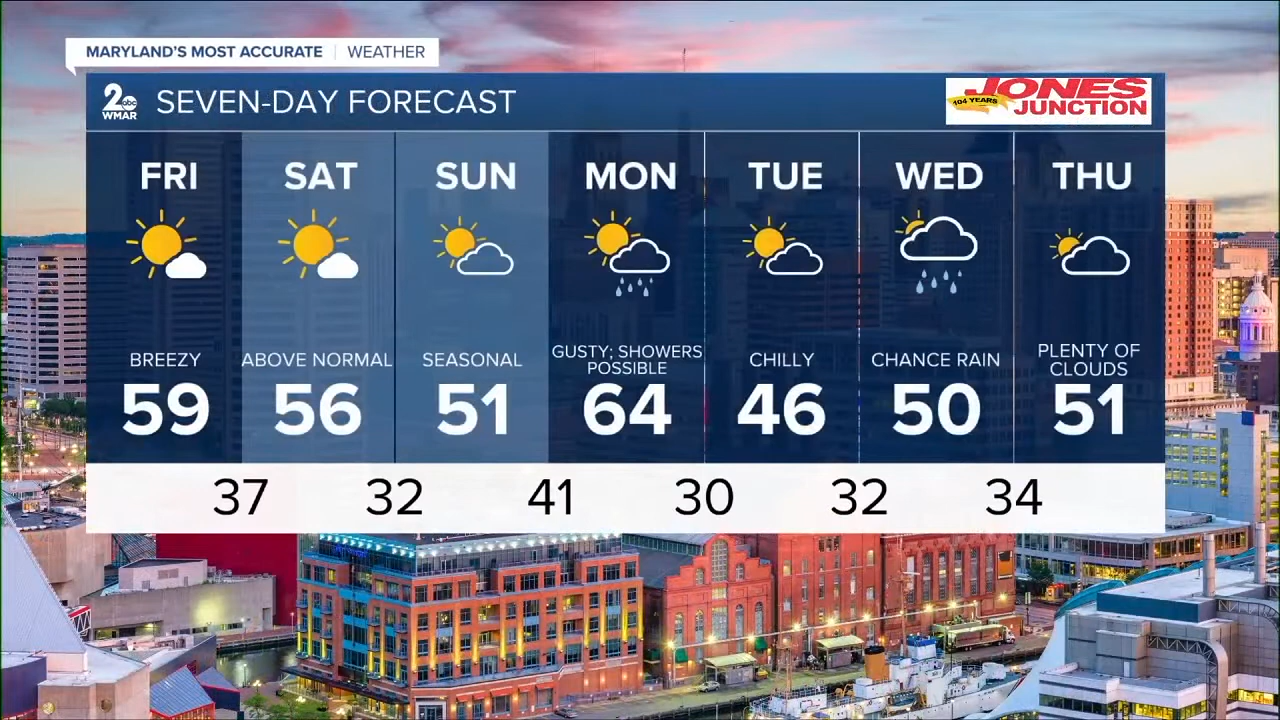 MARYLAND'S MOST ACCURATE | WEATHER
2 abc
WMAR
SEVEN-DAY FORECAST
JONES
104 YEARS
JUNCTION
FRI SAT SUN MON TUE WED THU
BREEZY
ABOVE NORMAL
SEASONAL
GUSTY; SHOWERS
POSSIBLE
CHILLY
CHANCE RAIN
PLENTY OF
CLOUDS
59 56 51 64 46 50 51
37 32 41 30 32 34